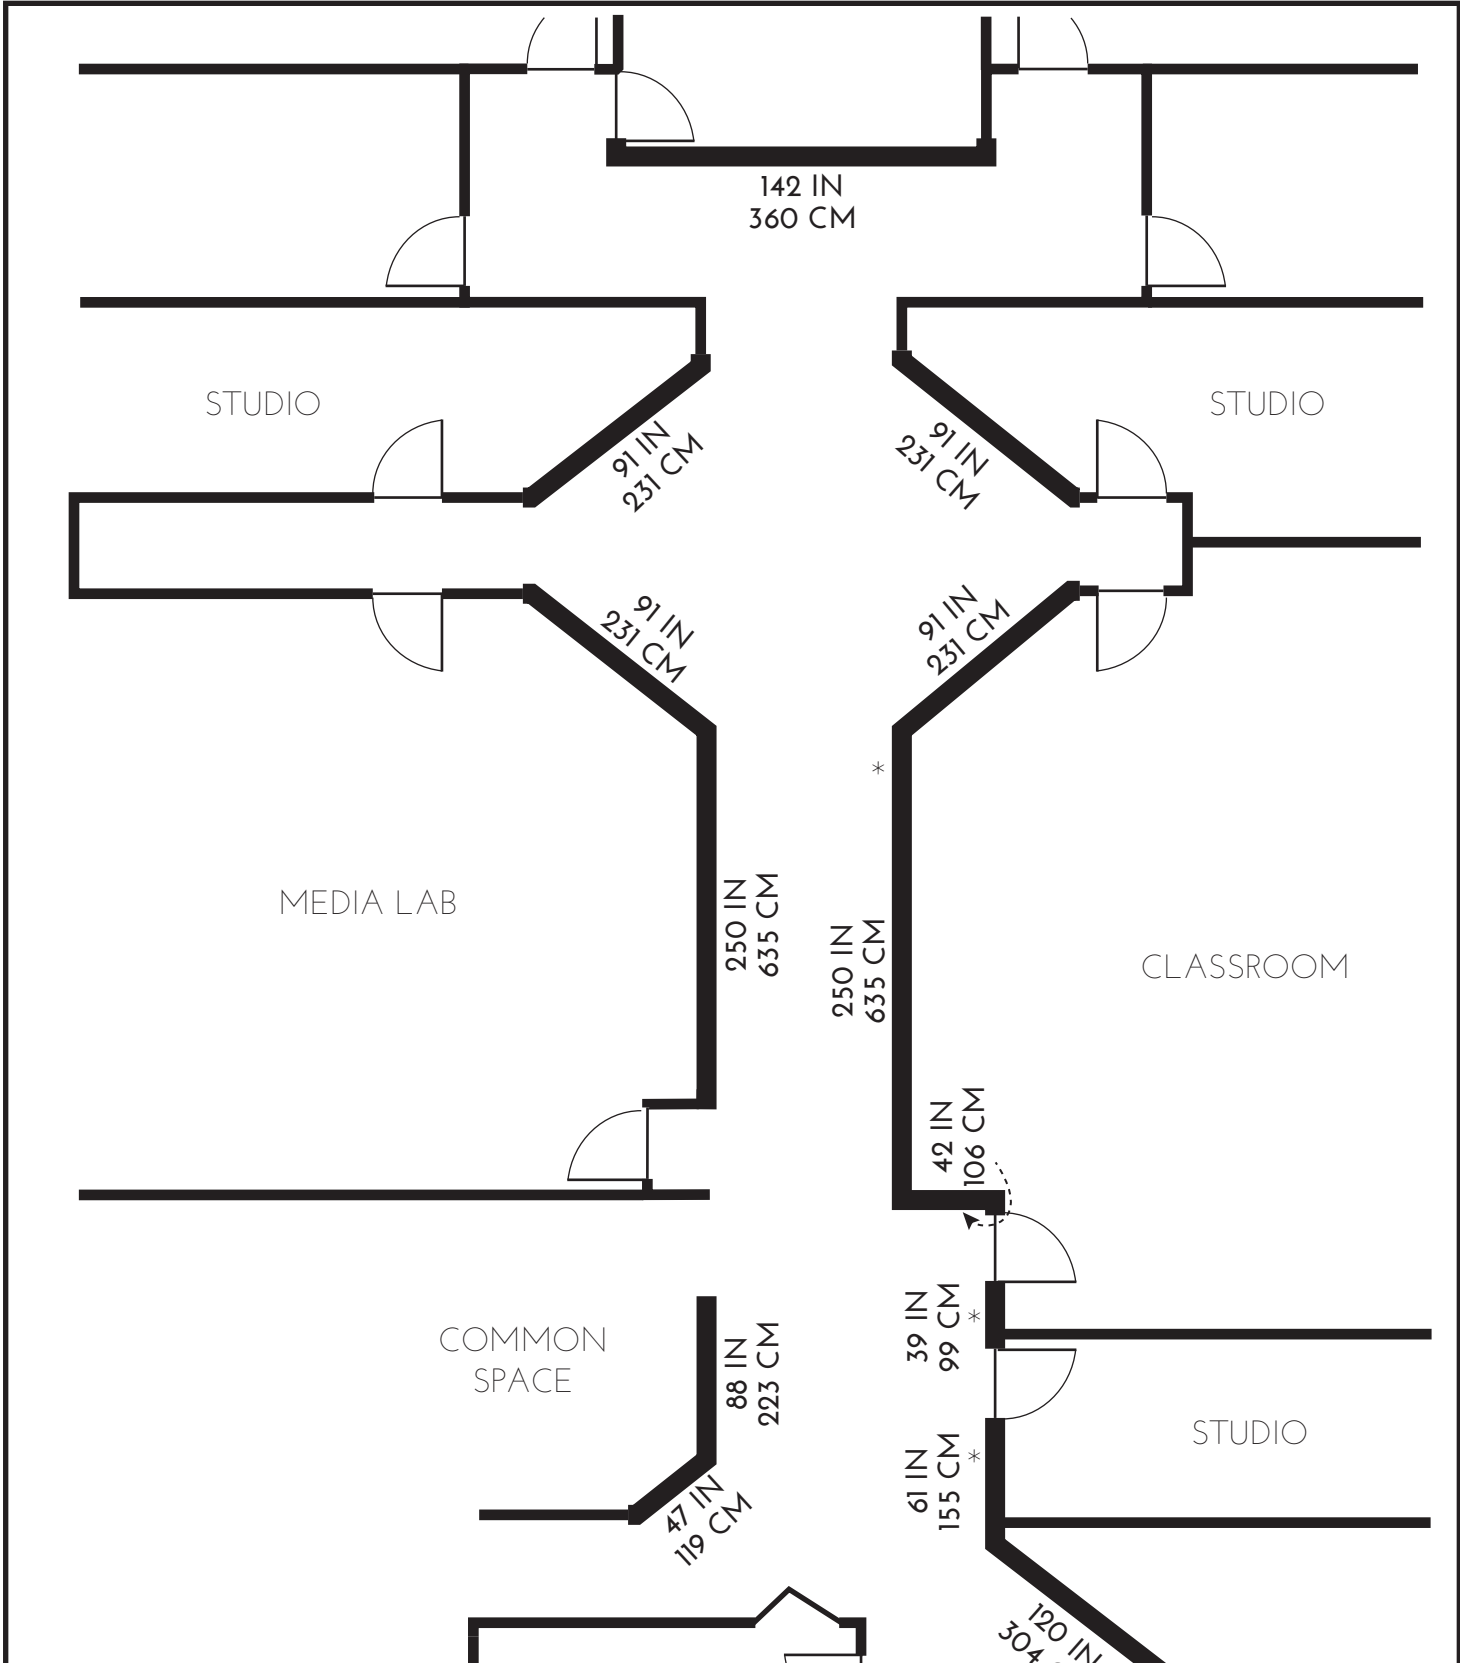 142 IN
360 CM
STUDIO
91 IN
231 CM
91 IN
231 CM
STUDIO
91 IN
231 CM
91 IN
231 CM
*
MEDIA LAB
250 IN
635 CM
250 IN
635 CM
CLASSROOM
42 IN
106 CM
COMMON
SPACE
88 IN
223 CM
39 IN
99 CM
*
STUDIO
61 IN
155 CM
*
47 IN
119 CM
120 IN
304